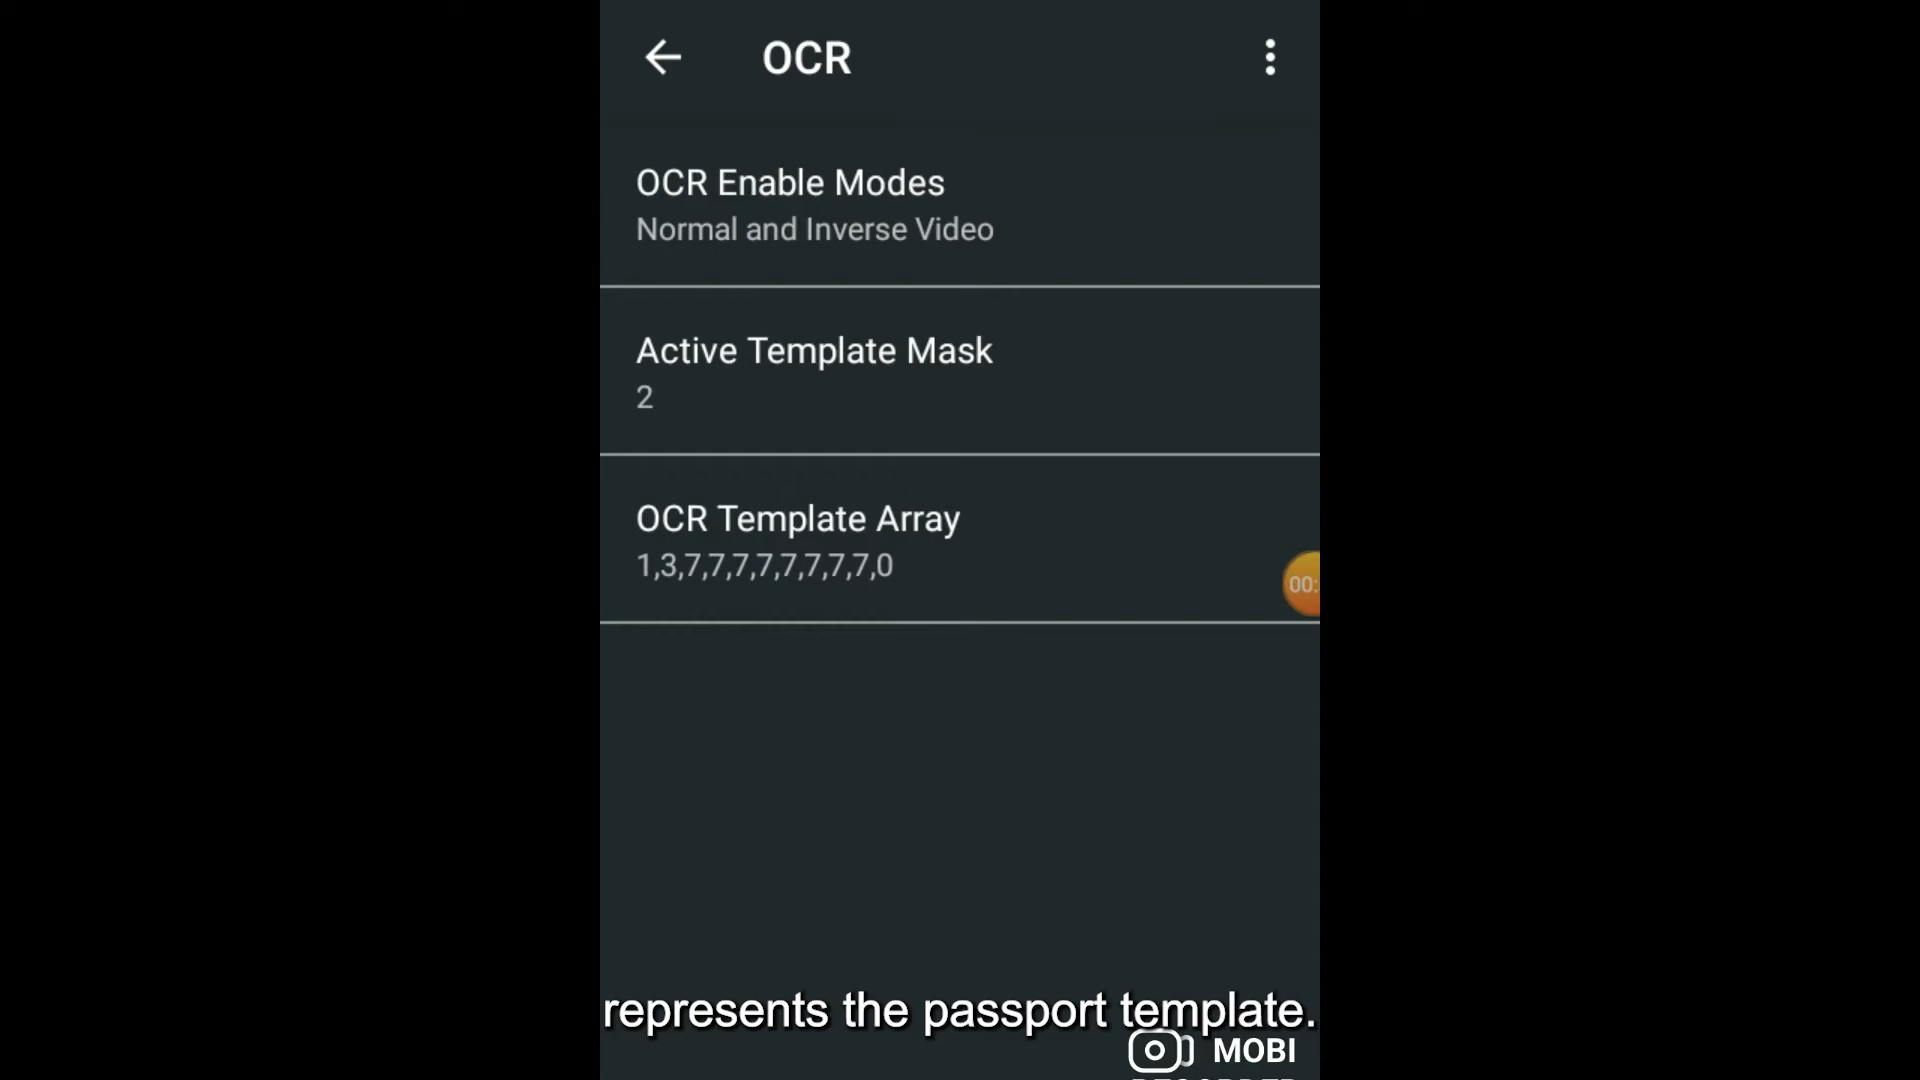 OCR
OCR Enable Modes
Normal and Inverse Video
Active Template Mask
2
OCR Template Array
1,3,7,7,7,7,7,7,7,7,0
00:
represents the passport template.
MOBI